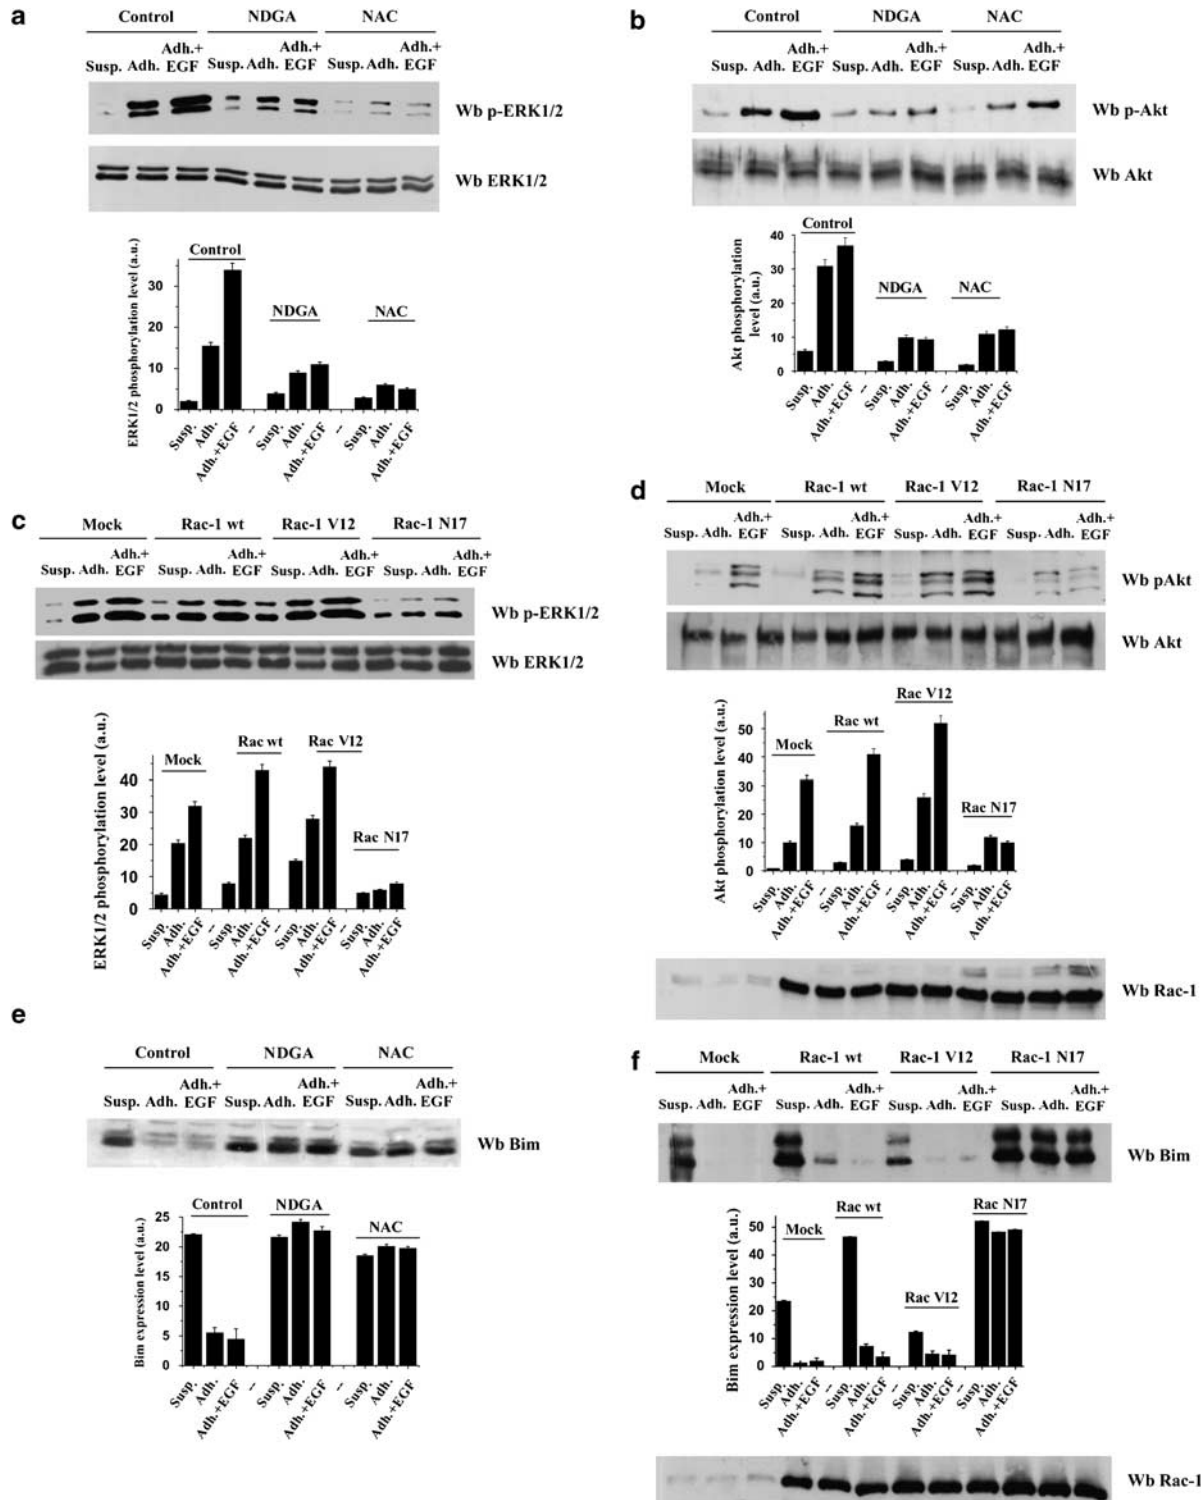 a
Control NDGA NAC
Susp. Adh. Adh.+ EGF Susp. Adh. Adh.+ EGF Susp. Adh. Adh.+ EGF
Wb p-ERK1/2
Wb ERK1/2
ERK1/2 phosphorylation level (a.u.)
30
20
10
0
Control
NDGA
NAC
Susp. Adh. Adh.+EGF -- Susp. Adh. Adh.+EGF -- Susp. Adh. Adh.+EGF
b
Control NDGA NAC
Susp. Adh. Adh.+ EGF Susp. Adh. Adh.+ EGF Susp. Adh. Adh.+ EGF
Wb p-Akt
Wb Akt
Akt phosphorylation
level (a.u.)
40
30
20
10
0
Control
NDGA
NAC
Susp. Adh. Adh.+EGF -- Susp. Adh. Adh.+EGF -- Susp. Adh. Adh.+EGF
c
Mock Rac-1 wt Rac-1 V12 Rac-1 N17
Susp. Adh. Adh.+ EGF Susp. Adh. Adh.+ EGF Susp. Adh. Adh.+ EGF Susp. Adh. Adh.+ EGF
Wb p-ERK1/2
Wb ERK1/2
ERK1/2 phosphorylation level (a.u.)
40
30
20
10
0
Mock
Rac wt
Rac V12
Rac N17
Susp. Adh. Adh.+EGF -- Susp. Adh. Adh.+EGF -- Susp. Adh. Adh.+EGF -- Susp. Adh. Adh.+EGF
d
Mock Rac-1 wt Rac-1 V12 Rac-1 N17
Susp. Adh. Adh.+ EGF Susp. Adh. Adh.+ EGF Susp. Adh. Adh.+ EGF Susp. Adh. Adh.+ EGF
Wb pAkt
Wb Akt
Akt phosphorylation level (a.u.)
50
40
30
20
10
0
Mock
Rac wt
Rac V12
Rac N17
Susp. Adh. Adh.+EGF -- Susp. Adh. Adh.+EGF -- Susp. Adh. Adh.+EGF -- Susp. Adh. Adh.+EGF
Wb Rac-1
e
Control NDGA NAC
Susp. Adh. Adh.+ EGF Susp. Adh. Adh.+ EGF Susp. Adh. Adh.+ EGF
Wb Bim
Bim expression level (a.u.)
25
20
15
10
5
0
Control
NDGA
NAC
Susp. Adh. Adh.+EGF -- Susp. Adh. Adh.+EGF -- Susp. Adh. Adh.+EGF
f
Mock Rac-1 wt Rac-1 V12 Rac-1 N17
Susp. Adh. Adh.+ EGF Susp. Adh. Adh.+ EGF Susp. Adh. Adh.+ EGF Susp. Adh. Adh.+ EGF
Wb Bim
Bim expression level (a.u.)
50
40
30
20
10
0
Mock
Rac wt
Rac V12
Rac N17
Susp. Adh. Adh.+EGF -- Susp. Adh. Adh.+EGF -- Susp. Adh. Adh.+EGF -- Susp. Adh. Adh.+EGF
Wb Rac-1